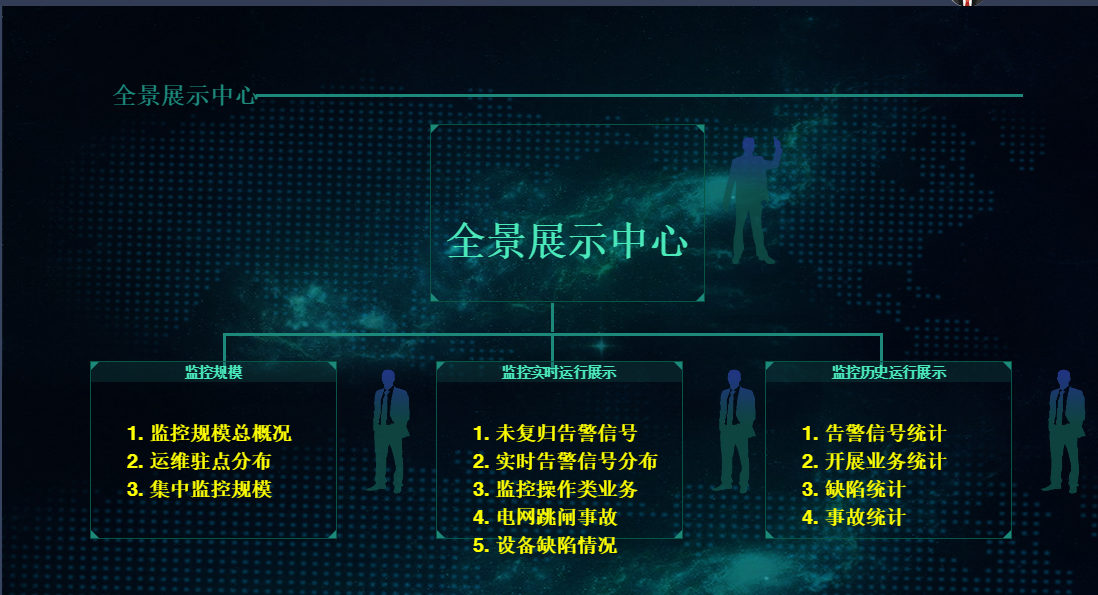 全景展示中心
全景展示中心
监控规模
1. 监控规模总概况
2. 运维驻点分布
3. 集中监控规模
监控实时运行展示
1. 未复归告警信号
2. 实时告警信号分布
3. 监控操作类业务
4. 电网跳闸事故
5. 设备缺陷情况
监控历史运行展示
1. 告警信号统计
2. 开展业务统计
3. 缺陷统计
4. 事故统计